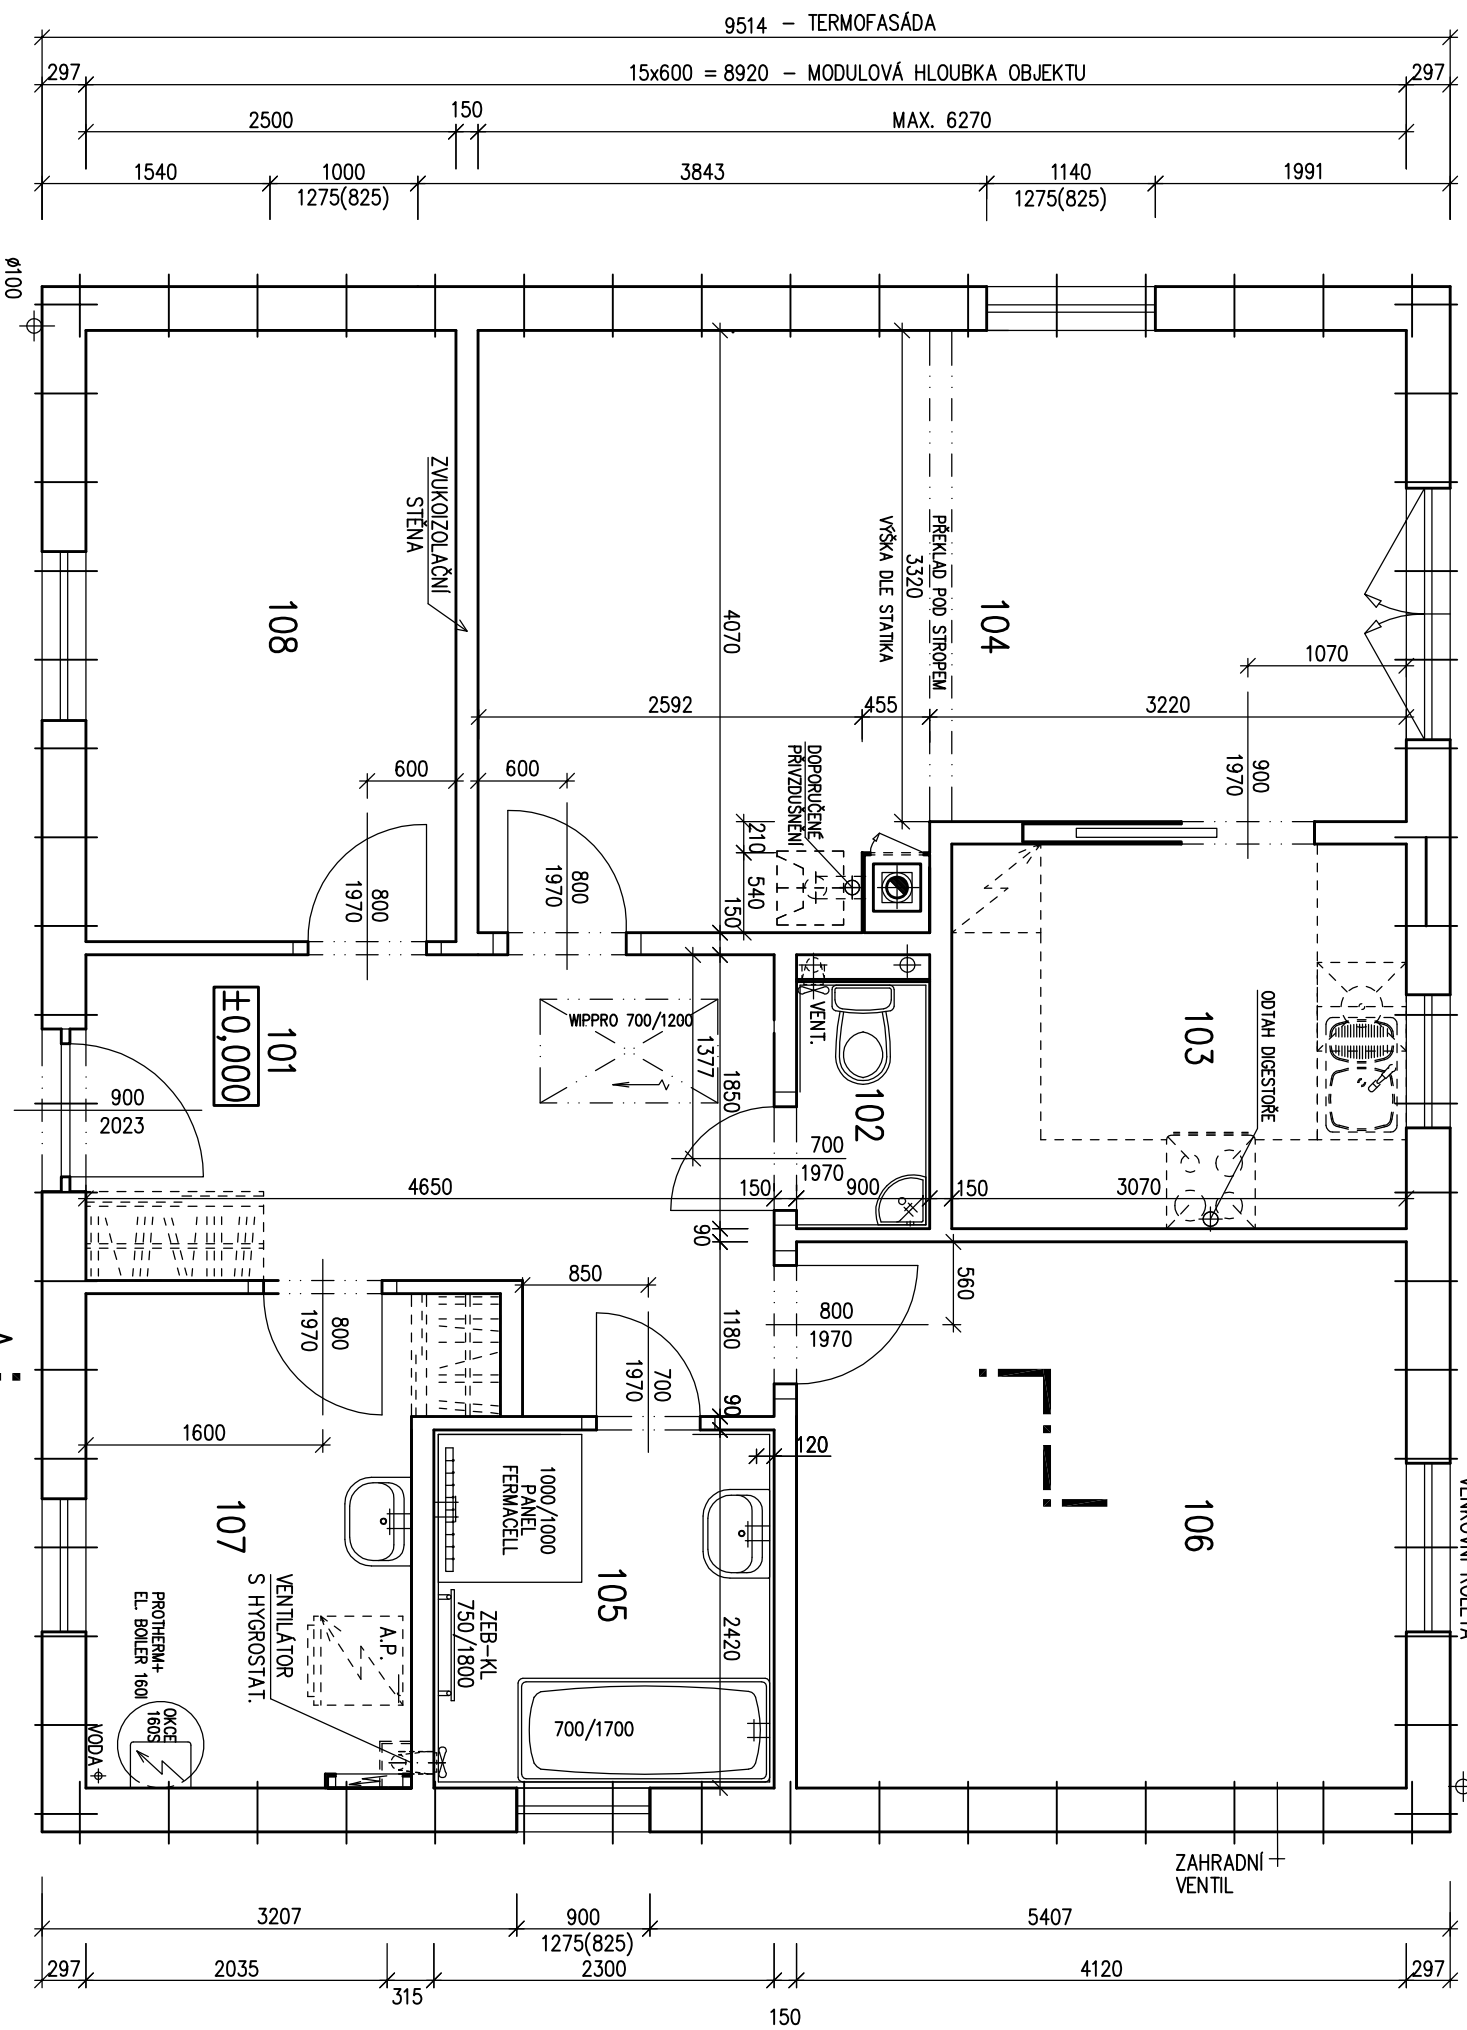 9514 – TERMOFASÁDA
297
15x600 = 8920 – MODULOVÁ HLOUBKA OBJEKTU
297
2500
150
MAX. 6270
1540
1000
1275(825)
3843
1140
1275(825)
1991
ø100
ZVUKOIZOLAČNÍ
STĚNA
108
104
PŘEKLAD POD STROPEM
3320
VÝŠKA DLE STATIKA
4070
1070
2592
455
3220
600
600
DOPORUČENÉ
PŘIVZDUŠNĚNÍ
900
1970
210
540
150
800
1970
800
1970
WIPPRO 700/1200
1377
1850
VENT.
102
103
ODTAH DIGESTOŘE
101
±0,000
900
2023
700
1970
4650
150
900
150
3070
90
850
560
800
1970
1180
800
1970
700
1970
90
1600
120
106
107
1000/1000
PANEL
FERMACELL
105
VENTILÁTOR
S HYGROSTAT.
A.P.
ZEB–KL
750/1800
2420
700/1700
PROTHERM+
EL. BOILER 160l
OKCE
160S
VODA
VENKOVNÍ ROLETA
ZAHRADNÍ
VENTIL
3207
900
1275(825)
5407
297
2035
315
2300
150
4120
297